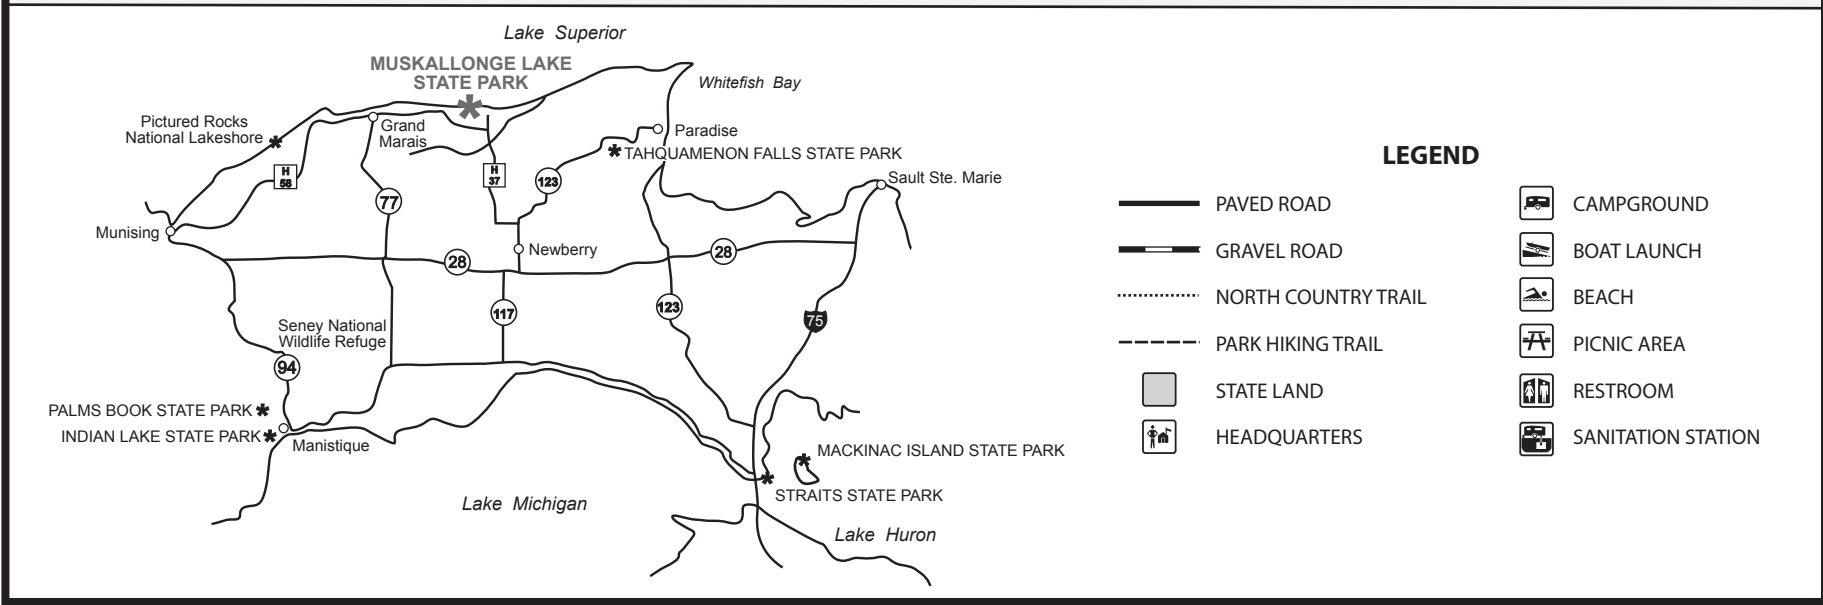 Lake Superior
MUSKALLONGE LAKE
STATE PARK
Whitefish Bay
Pictured Rocks
National Lakeshore
Grand
Marais
Paradise
TAHQUAMENON FALLS STATE PARK
H
58
H
37
123
Sault Ste. Marie
77
Munising
Newberry
28
28
117
123
75
Seney National
Wildlife Refuge
94
PALMS BOOK STATE PARK
INDIAN LAKE STATE PARK
Manistique
MACKINAC ISLAND STATE PARK
STRAITS STATE PARK
Lake Michigan
Lake Huron
LEGEND
PAVED ROAD
GRAVEL ROAD
NORTH COUNTRY TRAIL
PARK HIKING TRAIL
STATE LAND
HEADQUARTERS
CAMPGROUND
BOAT LAUNCH
BEACH
PICNIC AREA
RESTROOM
SANITATION STATION